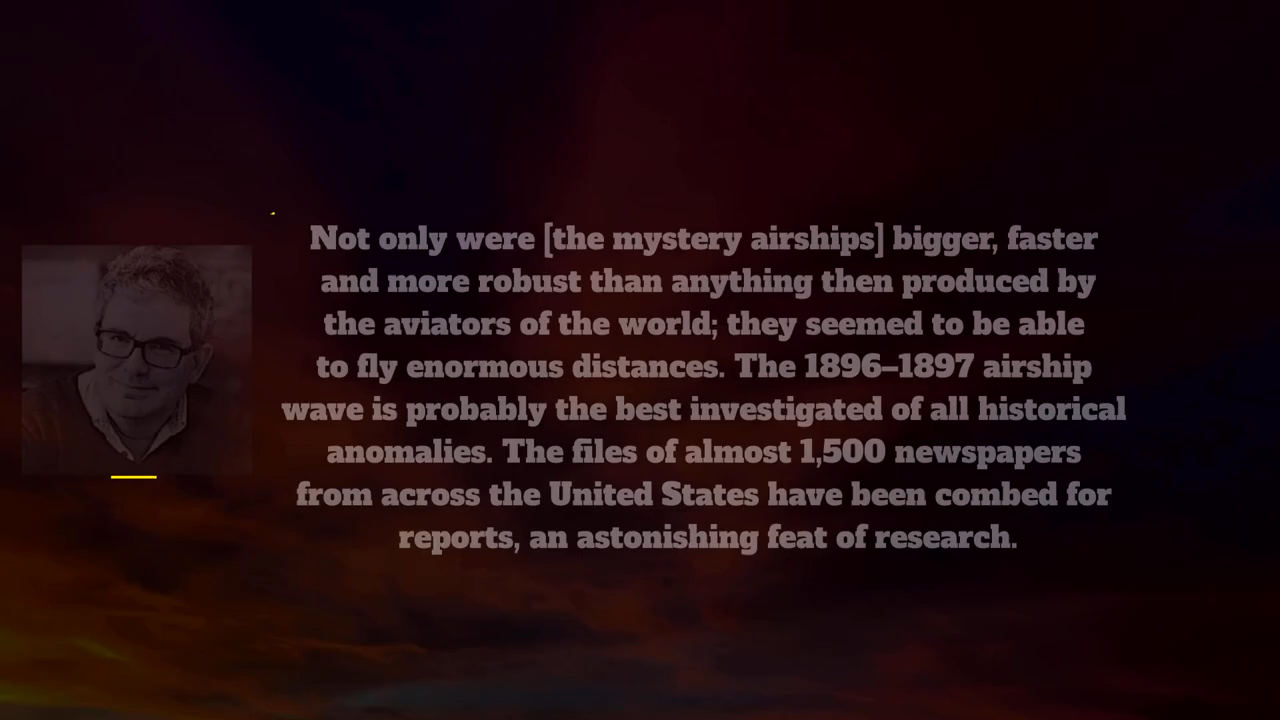 Not only were [the mystery airships] bigger, faster
and more robust than anything then produced by
the aviators of the world; they seemed to be able
to fly enormous distances. The 1896–1897 airship
wave is probably the best investigated of all historical
anomalies. The files of almost 1,500 newspapers
from across the United States have been combed for
reports, an astonishing feat of research.